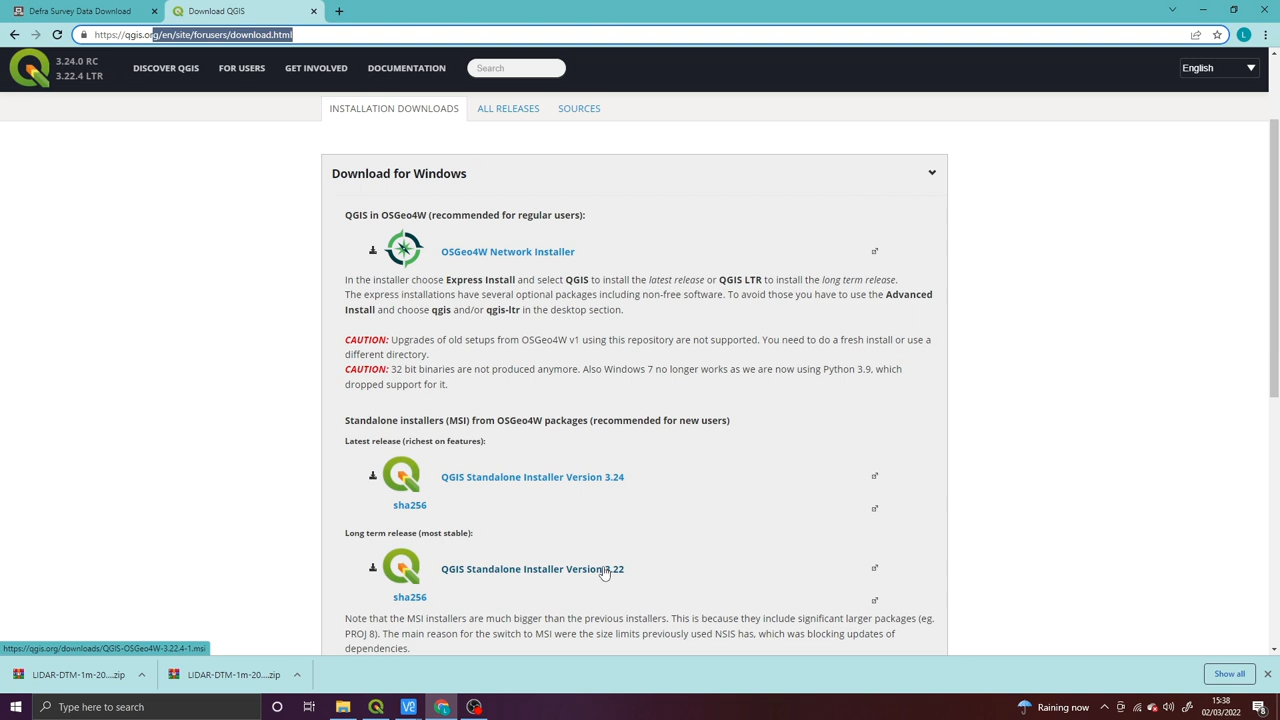 Defra Survey Data Download
Download QGIS
https://qgis.org/en/site/forusers/download.html
L
3.24.0 RC
3.22.4 LTR
DISCOVER QGIS
FOR USERS
GET INVOLVED
DOCUMENTATION
Search
English
INSTALLATION DOWNLOADS
ALL RELEASES
SOURCES
Download for Windows
QGIS in OSGeo4W (recommended for regular users):
OSGeo4W Network Installer
In the installer choose Express Install and select QGIS to install the latest release or QGIS LTR to install the long term release.
The express installations have several optional packages including non-free software. To avoid those you have to use the Advanced
Install and choose qgis and/or qgis-ltr in the desktop section.
CAUTION: Upgrades of old setups from OSGeo4W v1 using this repository are not supported. You need to do a fresh install or use a
different directory.
CAUTION: 32 bit binaries are not produced anymore. Also Windows 7 no longer works as we are now using Python 3.9, which
dropped support for it.
Standalone installers (MSI) from OSGeo4W packages (recommended for new users)
Latest release (richest on features):
QGIS Standalone Installer Version 3.24
sha256
Long term release (most stable):
QGIS Standalone Installer Version 3.22
sha256
Note that the MSI installers are much bigger than the previous installers. This is because they include significant larger packages (eg.
PROJ 8). The main reason for the switch to MSI were the size limits previously used NSIS has, which was blocking updates of
dependencies.
https://qgis.org/downloads/QGIS-OSGeo4W-3.22.4-1.msi
LIDAR-DTM-1m-20....zip
LIDAR-DTM-1m-20....zip
Show all
Type here to search
Raining now
15:38
02/03/2022
8